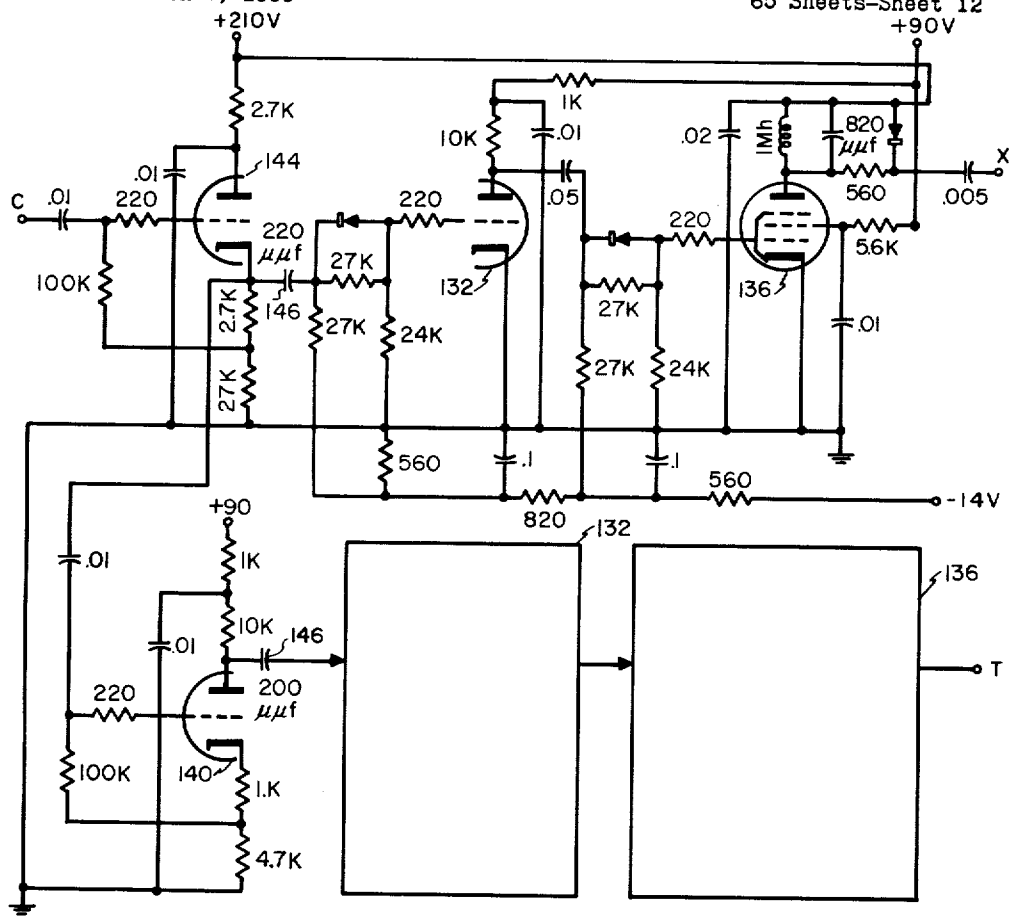 65 Sheets-Sheet 12
+210V
+90V
2.7K
1K
.01
144
10K
.01
.02
1Mh
820
μμf
X
C
.01
220
220
.05
560
.005
220
μμf
220
5.6K
100K
27K
132
136
2.7K
146
27K
27K
24K
27K
24K
.01
27K
560
.1
.1
560
-14V
820
+90
132
.01
1K
136
10K
146
.01
T
220
200
μμf
100K
140
1.K
4.7K